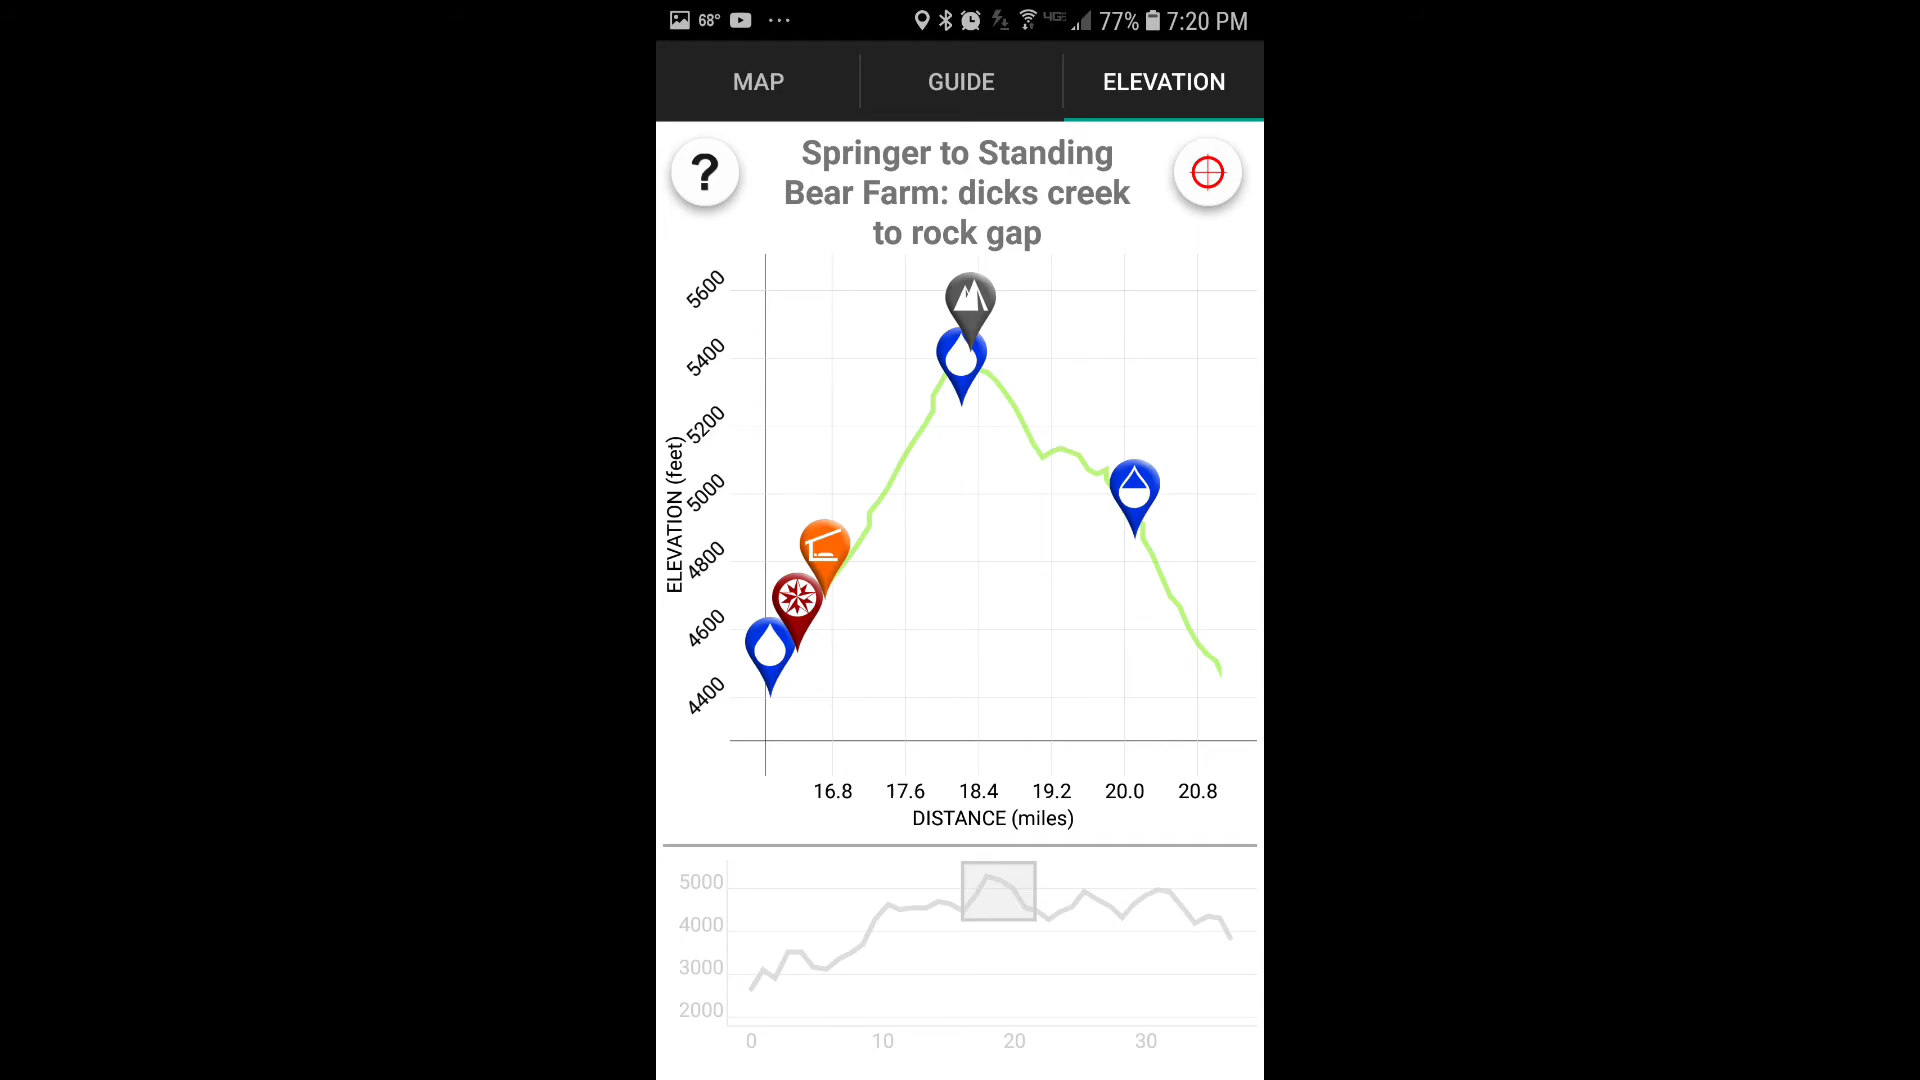 68° ... 4GE 77% 7:20 PM
MAP GUIDE ELEVATION
?
Springer to Standing
Bear Farm: dicks creek
to rock gap
5600
5400
5200
5000
4800
4600
4400
ELEVATION (feet)
16.8 17.6 18.4 19.2 20.0 20.8
DISTANCE (miles)
5000
4000
3000
2000
0 10 20 30